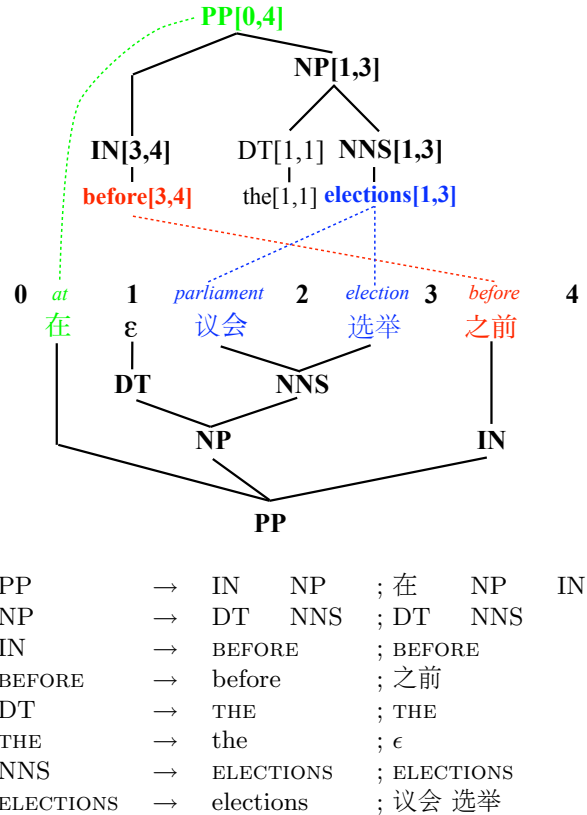 PP[0,4]
NP[1,3]
IN[3,4] DT[1,1] NNS[1,3]
before[3,4] the[1,1] elections[1,3]
0 at 1 parliament 2 election 3 before 4
在 ε 议会 选举 之前
DT NNS
NP IN
PP
PP → IN NP ; 在 NP IN
NP → DT NNS ; DT NNS
IN → BEFORE ; BEFORE
BEFORE → before ; 之前
DT → THE ; THE
THE → the ; ϵ
NNS → ELECTIONS ; ELECTIONS
ELECTIONS → elections ; 议会 选举